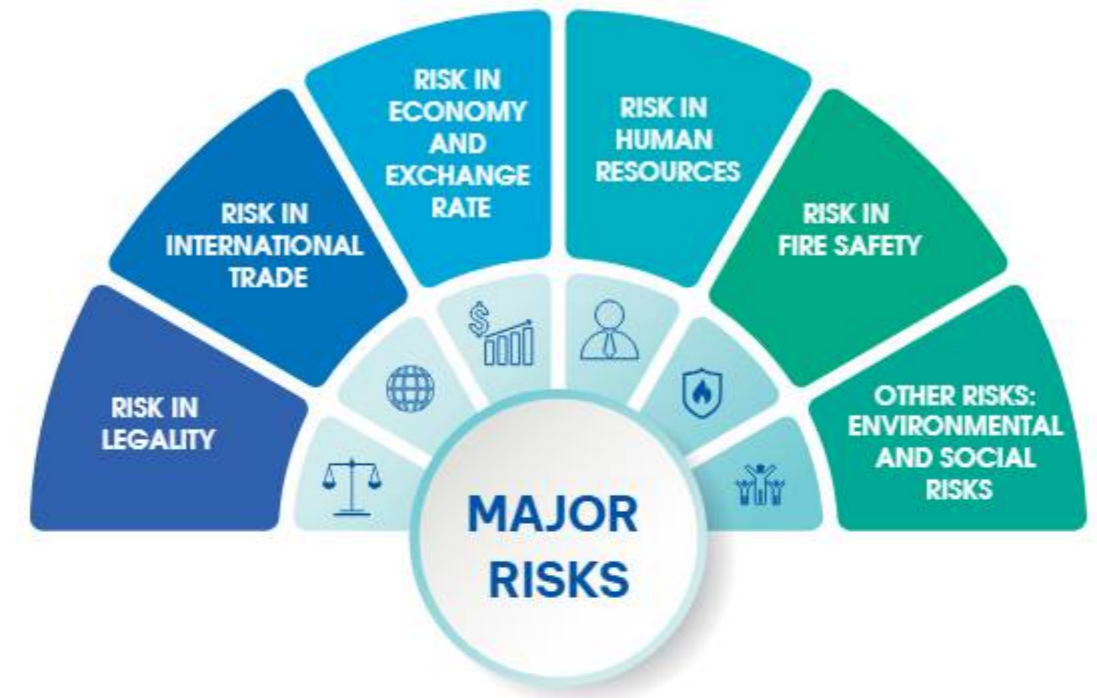 RISK IN
LEGALITY
RISK IN
INTERNATIONAL
TRADE
RISK IN
ECONOMY
AND
EXCHANGE
RATE
RISK IN
HUMAN
RESOURCES
RISK IN
FIRE SAFETY
OTHER RISKS:
ENVIRONMENTAL
AND SOCIAL
RISKS
$
MAJOR
RISKS